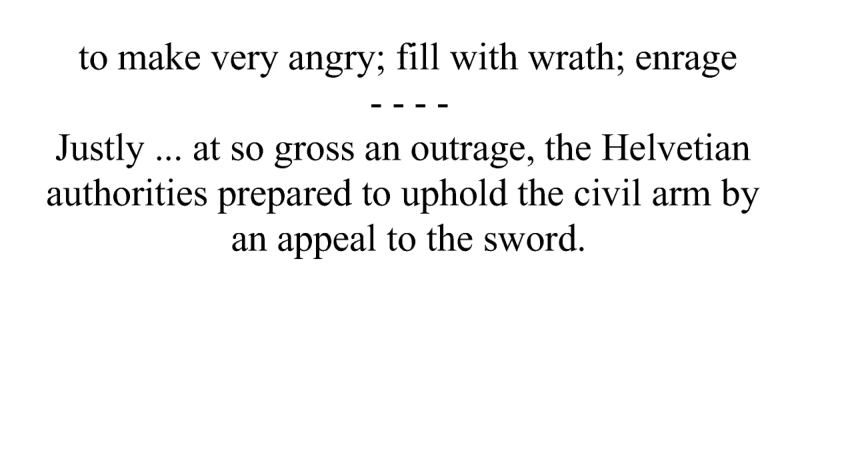 to make very angry; fill with wrath; enrage
- - - -
Justly ... at so gross an outrage, the Helvetian
authorities prepared to uphold the civil arm by
an appeal to the sword.